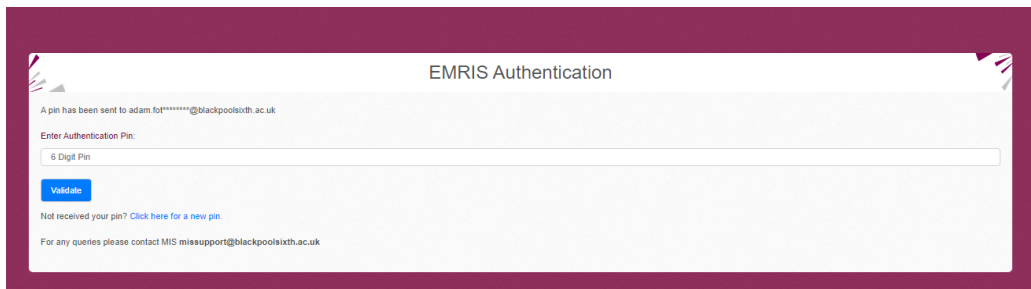 EMRIS Authentication
A pin has been sent to adam.fot********@blackpoolsixth.ac.uk
Enter Authentication Pin:
6 Digit Pin
Validate
Not received your pin? Click here for a new pin.
For any queries please contact MIS missupport@blackpoolsixth.ac.uk